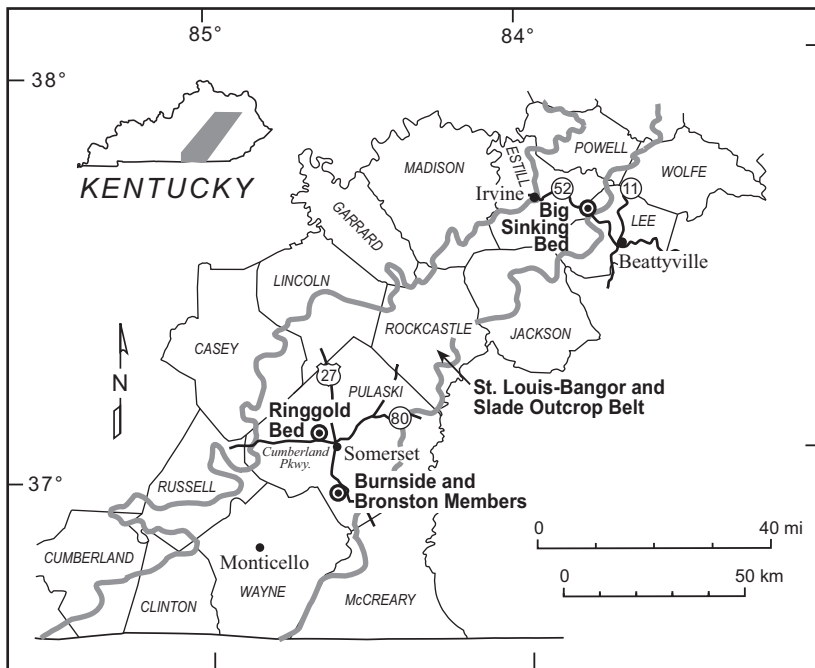 85°
84°
38°
KENTUCKY
MADISON
ESTILL
POWELL
WOLFE
Irvine
52
11
Big
Sinking
Bed
LEE
Beattyville
GARRARD
LINCOLN
CASEY
ROCKCASTLE
JACKSON
N
27
PULASKI
St. Louis-Bangor and
Slade Outcrop Belt
Ringgold
Bed
80
Cumberland
Pkwy.
Somerset
37°
RUSSELL
Burnside and
Bronston Members
CUMBERLAND
Monticello
CLINTON
WAYNE
McCREARY
0 40 mi
0 50 km